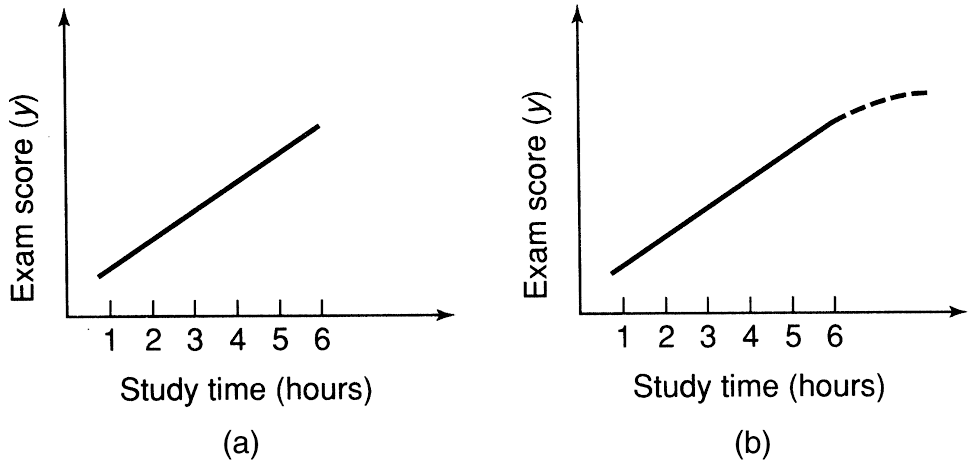 Exam score (y)
1 2 3 4 5 6
Study time (hours)
(a)
Exam score (y)
1 2 3 4 5 6
Study time (hours)
(b)